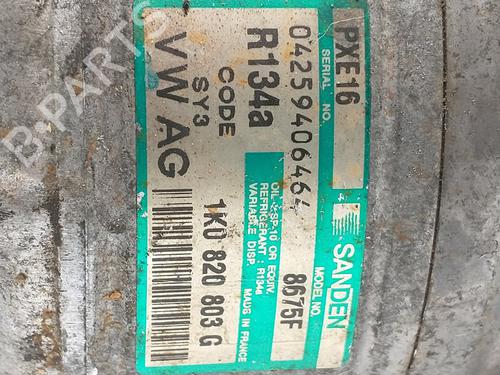 SANDEN
MODEL NO.
8675F
PXE16
SERIAL NO.
04259406464
OIL : SP-10 OR EQUIV.
REFRIGERANT : R134a
VARIABLE DISP.
MADE IN FRANCE
R134a
CODE
SY3
VW AG
1K0 820 803 G
B-PARTS